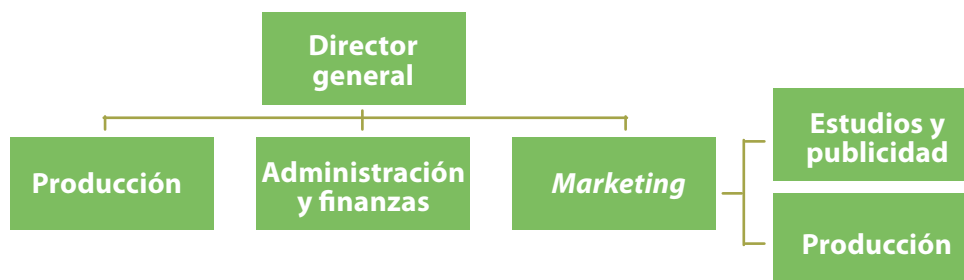 Director
general
Producción
Administración
y finanzas
Marketing
Estudios y
publicidad
Producción